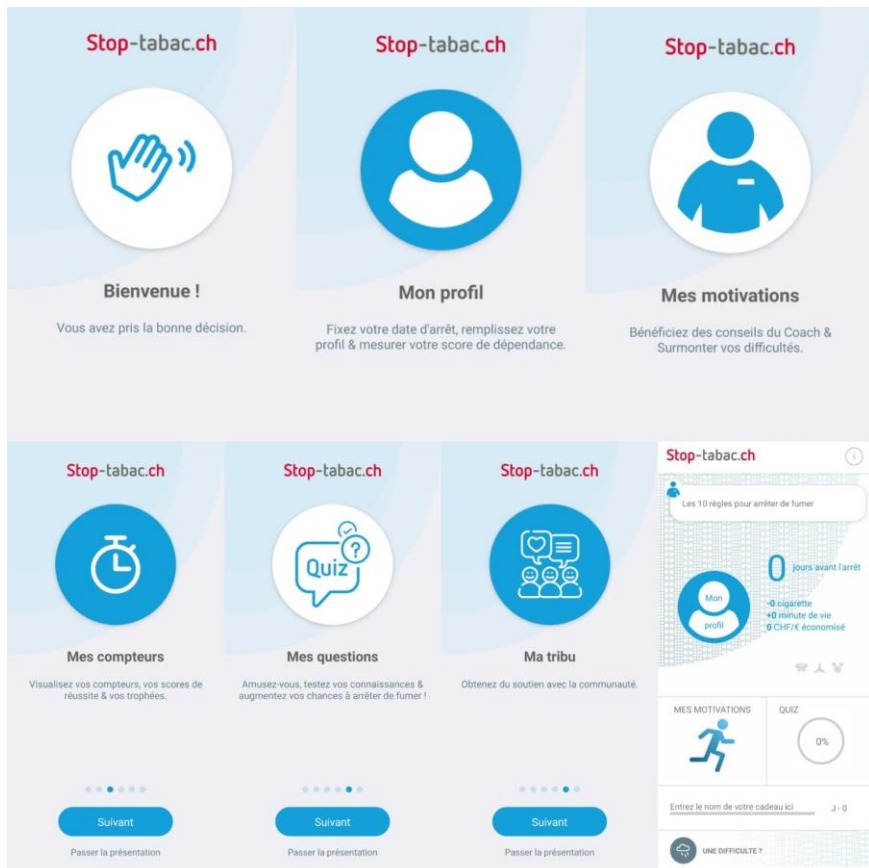 Stop-tabac.ch
Bienvenue !
Vous avez pris la bonne décision.
Stop-tabac.ch
Mon profil
Fixez votre date d'arrêt, remplissez votre
profil & mesurer votre score de dépendance.
Stop-tabac.ch
Mes motivations
Bénéficiez des conseils du Coach &
Surmonter vos difficultés.
Stop-tabac.ch
Mes compteurs
Visualisez vos compteurs, vos scores de
réussite & vos trophées.
Suivant
Passer la présentation
Stop-tabac.ch
Quiz
?
Mes questions
Amusez-vous, testez vos connaissances &
augmentez vos chances à arrêter de fumer !
Suivant
Passer la présentation
Stop-tabac.ch
Ma tribu
Obtenez du soutien avec la communauté.
Suivant
Passer la présentation
Stop-tabac.ch
i
Les 10 règles pour arrêter de fumer
0 jours avant l'arrêt
Mon
profil
-0 cigarette
+0 minute de vie
0 CHF/€ économisé
MES MOTIVATIONS
QUIZ
0%
Entrez le nom de votre cadeau ici
J - 0
UNE DIFFICULTE ?